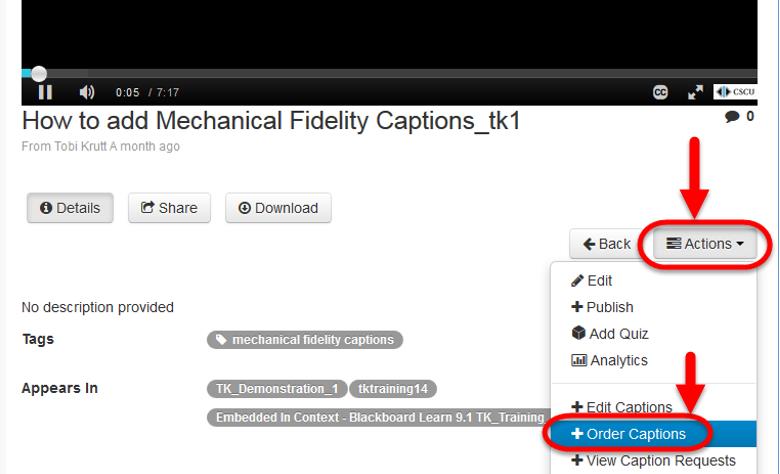 0:05 / 7:17 CC CSCU
How to add Mechanical Fidelity Captions_tk1 0
From Tobi Krutt A month ago
Details Share Download
Back Actions
Edit
No description provided Publish
Tags mechanical fidelity captions Add Quiz
Analytics
Appears In TK_Demonstration_1 tktraining14
Edit Captions
Embedded In Context - Blackboard Learn 9.1 TK_Training
Order Captions
View Caption Requests